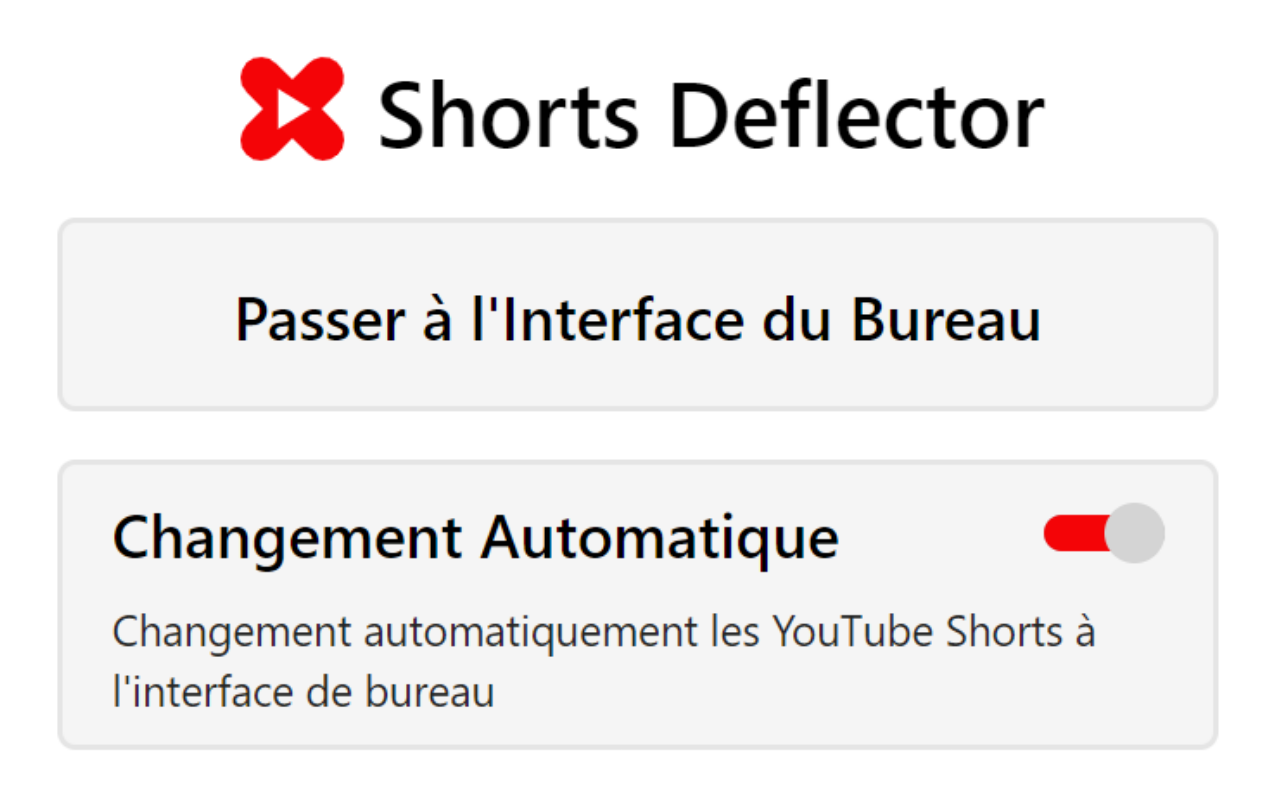 Shorts Deflector
Passer à l'Interface du Bureau
Changement Automatique
Changement automatiquement les YouTube Shorts à
l'interface de bureau